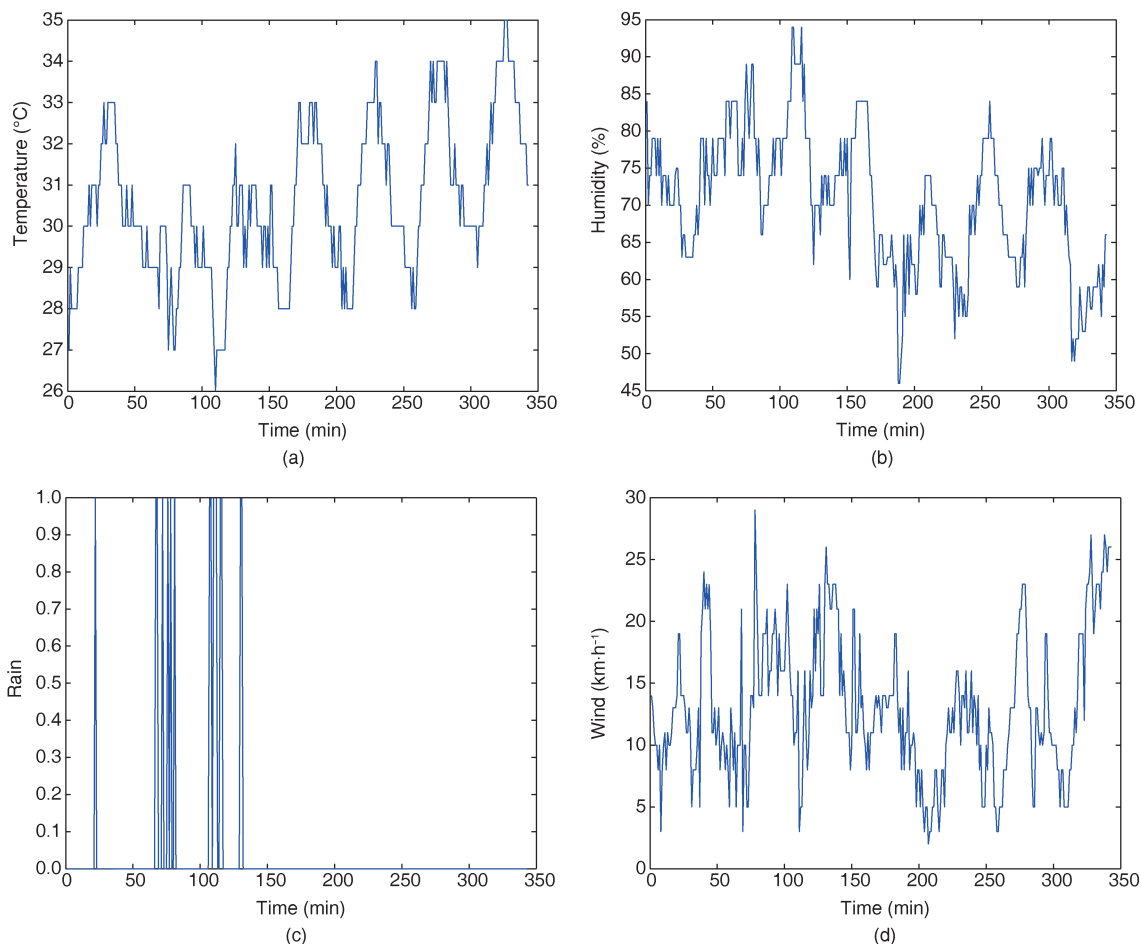 35
34
33
32
31
30
29
28
27
26
Temperature (°C)
0 50 100 150 200 250 300 350
Time (min)
(a)
95
90
85
80
75
70
65
60
55
50
45
Humidity (%)
0 50 100 150 200 250 300 350
Time (min)
(b)
1.0
0.9
0.8
0.7
0.6
0.5
0.4
0.3
0.2
0.1
0.0
Rain
0 50 100 150 200 250 300 350
Time (min)
(c)
30
25
20
15
10
5
0
Wind (km·h⁻¹)
0 50 100 150 200 250 300 350
Time (min)
(d)